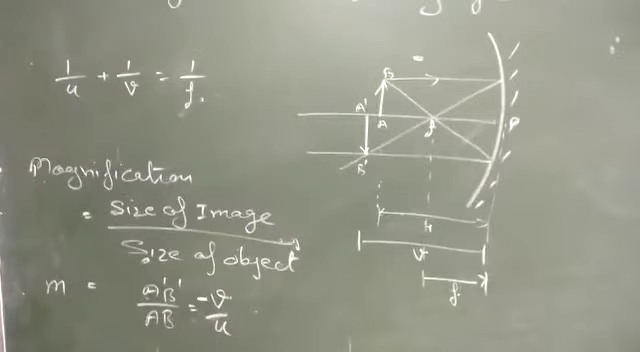 1/u + 1/v = 1/f.
Magnification
= Size of Image
Size of object
m = A'B'/AB = -v/u
B
A'
A
f
P
B'
u
v
f.